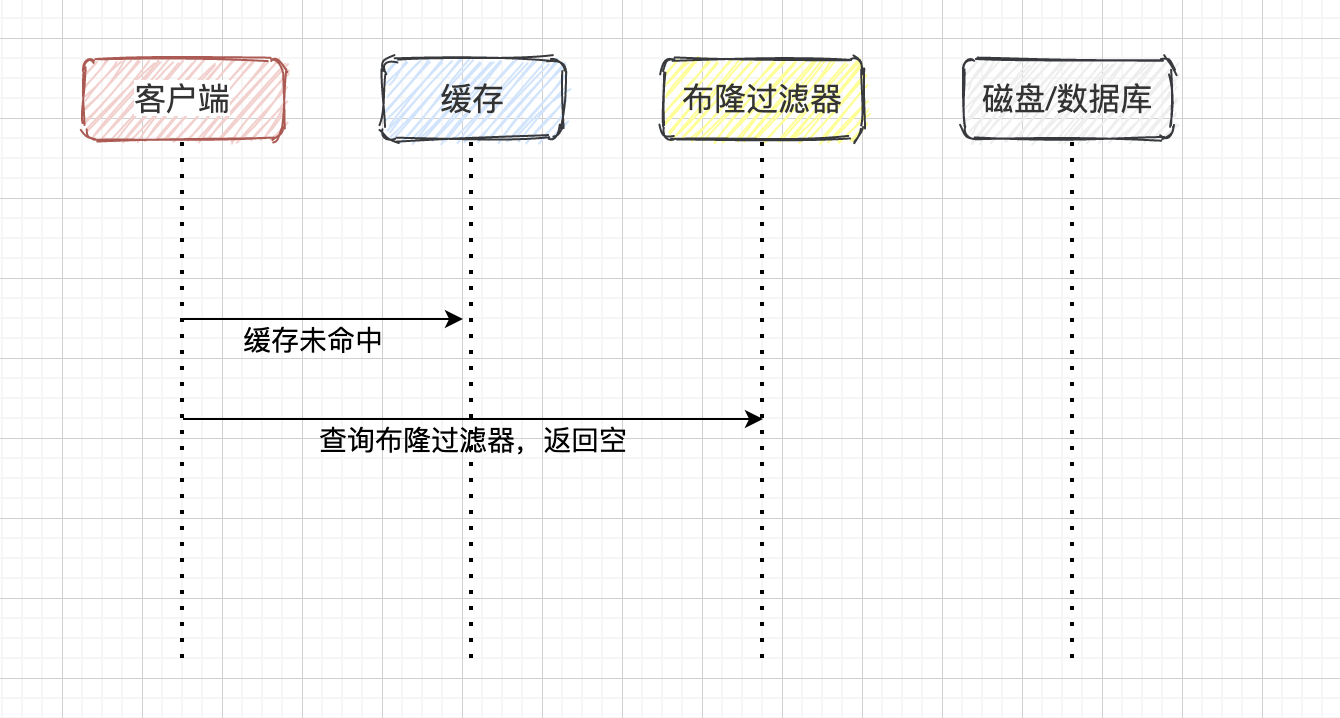 客户端
缓存
布隆过滤器
磁盘/数据库
缓存未命中
查询布隆过滤器，返回空